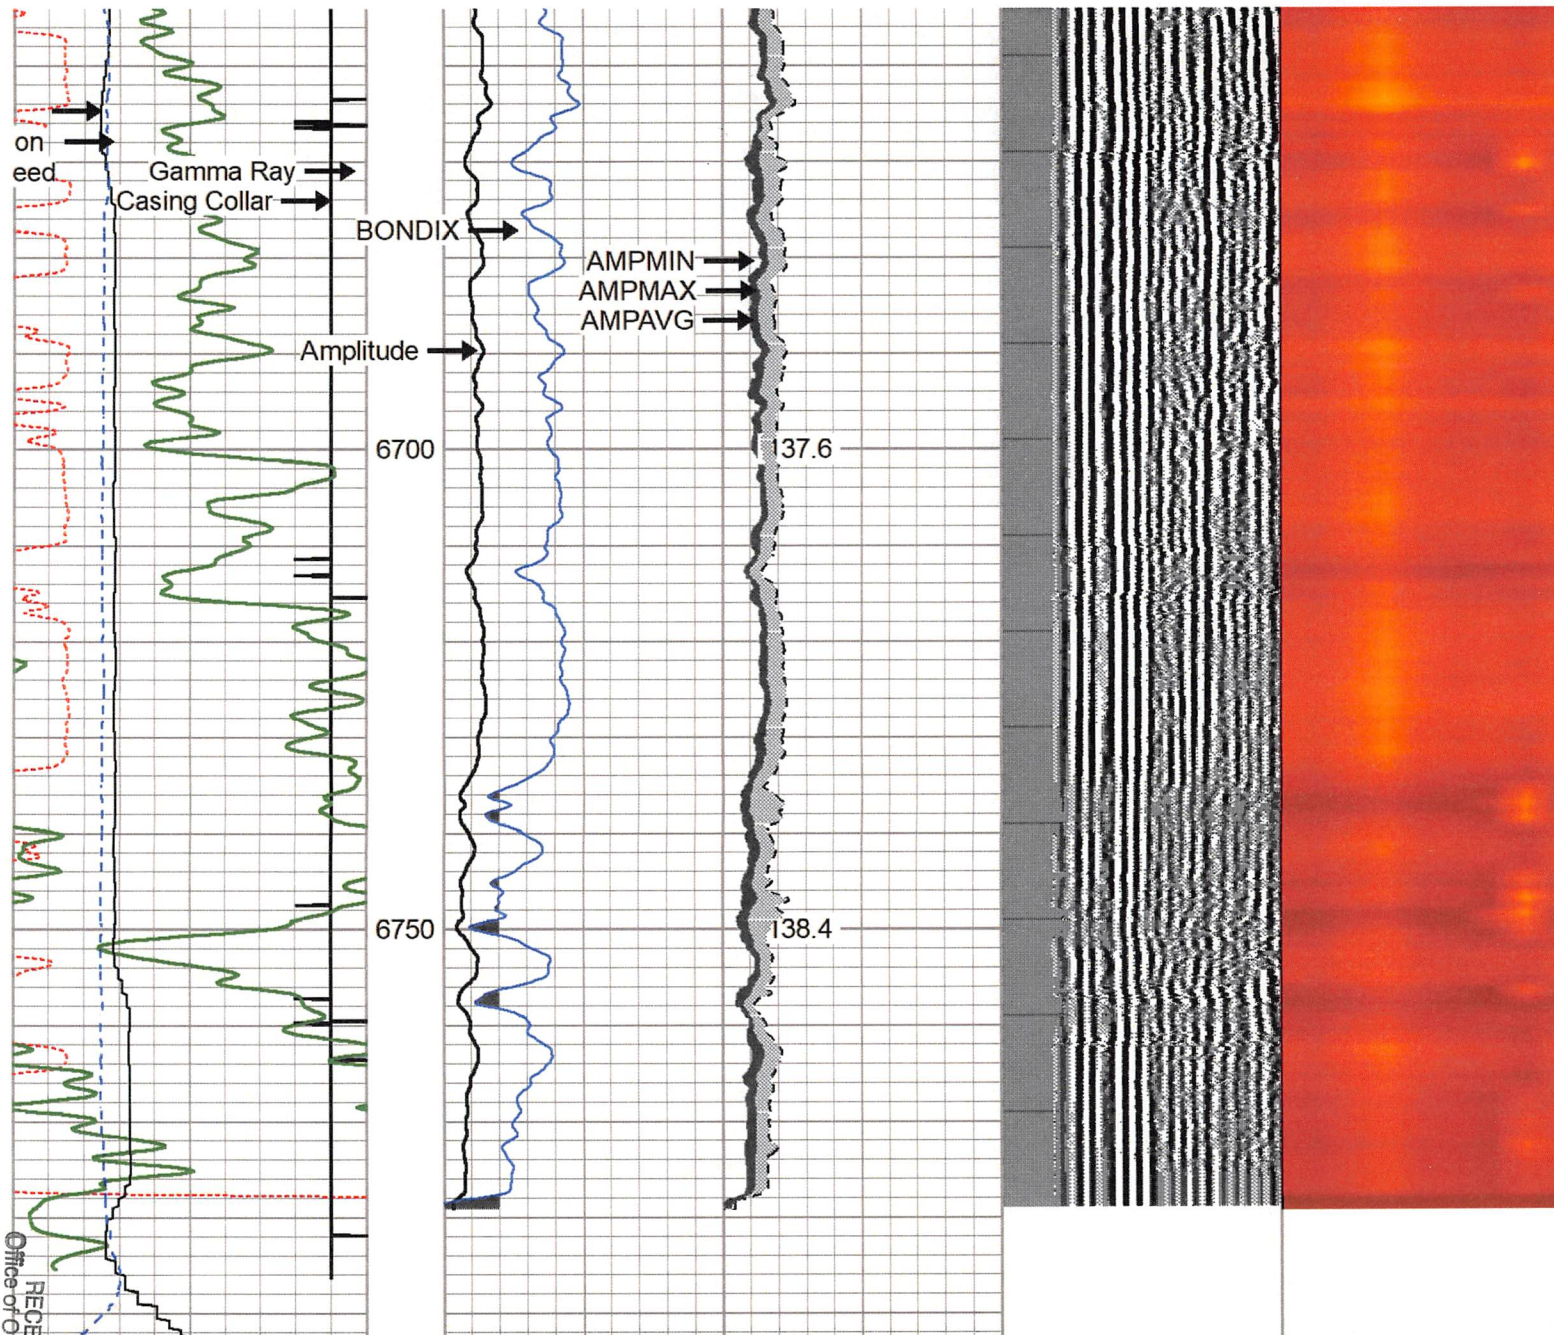 on
eed
Gamma Ray
Casing Collar
BONDIX
AMPMIN
AMPMAX
AMPAVG
Amplitude
6700
137.6
6750
138.4
RECE
Office of O